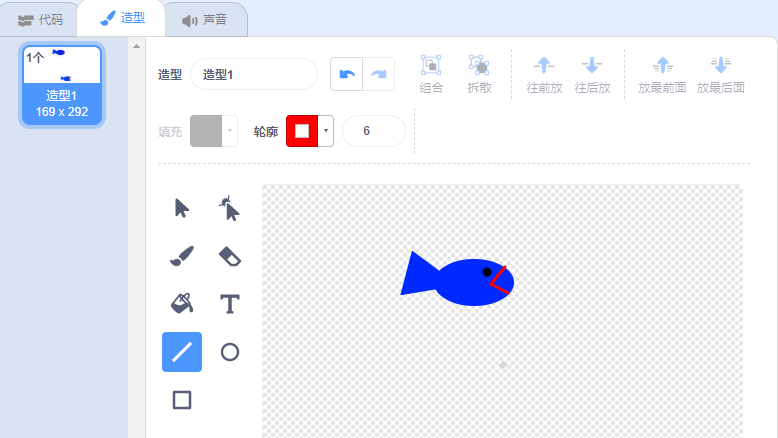 代码
造型
声音
1个
造型1
169 x 292
造型
造型1
组合
拆散
往前放
往后放
放最前面
放最后面
填充
轮廓
6
T